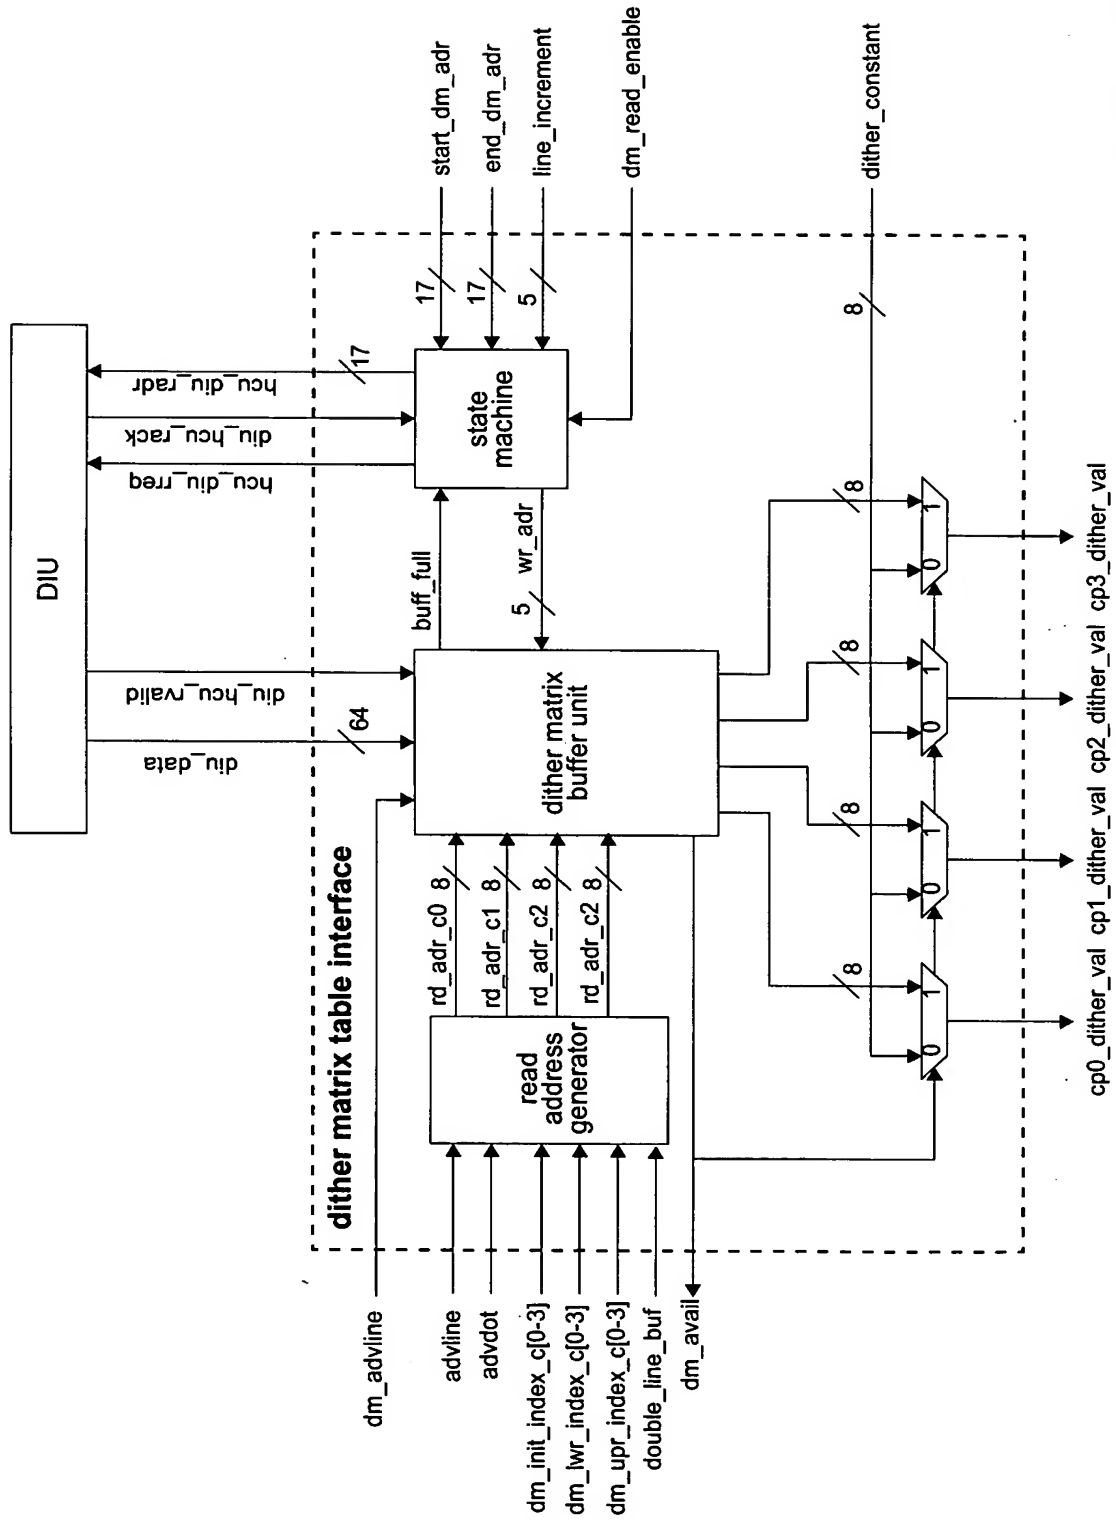 DIU
diu_data
64
diu_hcu_rvalid
hcu_diu_rreq
diu_hcu_rack
hcu_diu_radr
17
dither matrix table interface
dm_advline
advline
advdot
dm_init_index_c[0-3]
dm_lwr_index_c[0-3]
dm_upr_index_c[0-3]
double_line_buf
dm_avail
read
address
generator
rd_adr_c0
8
rd_adr_c1
8
rd_adr_c2
8
rd_adr_c2
8
dither matrix
buffer unit
buff_full
wr_adr
5
state
machine
17
start_dm_adr
17
end_dm_adr
5
line_increment
dm_read_enable
8
dither_constant
8
8
8
8
0 1
0 1
0 1
0 1
cp0_dither_val cp1_dither_val cp2_dither_val cp3_dither_val